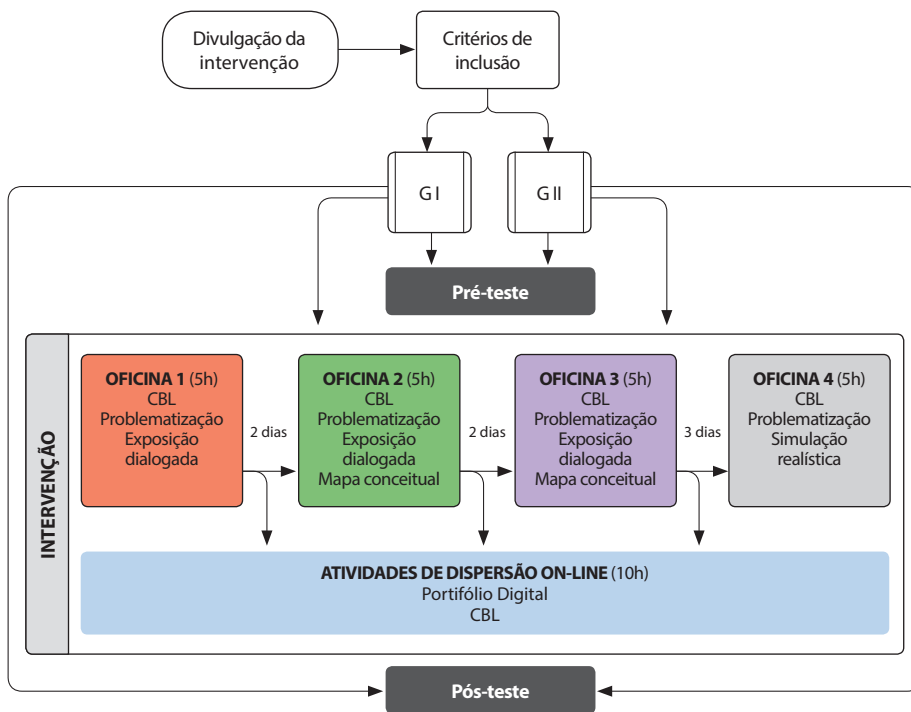 Divulgação da
intervenção
Critérios de
inclusão
G I
G II
Pré-teste
INTERVENÇÃO
OFICINA 1 (5h)
CBL
Problematização
Exposição
dialogada
2 dias
OFICINA 2 (5h)
CBL
Problematização
Exposição
dialogada
Mapa conceitual
2 dias
OFICINA 3 (5h)
CBL
Problematização
Exposição
dialogada
Mapa conceitual
3 dias
OFICINA 4 (5h)
CBL
Problematização
Simulação
realística
ATIVIDADES DE DISPERSÃO ON-LINE (10h)
Portifólio Digital
CBL
Pós-teste